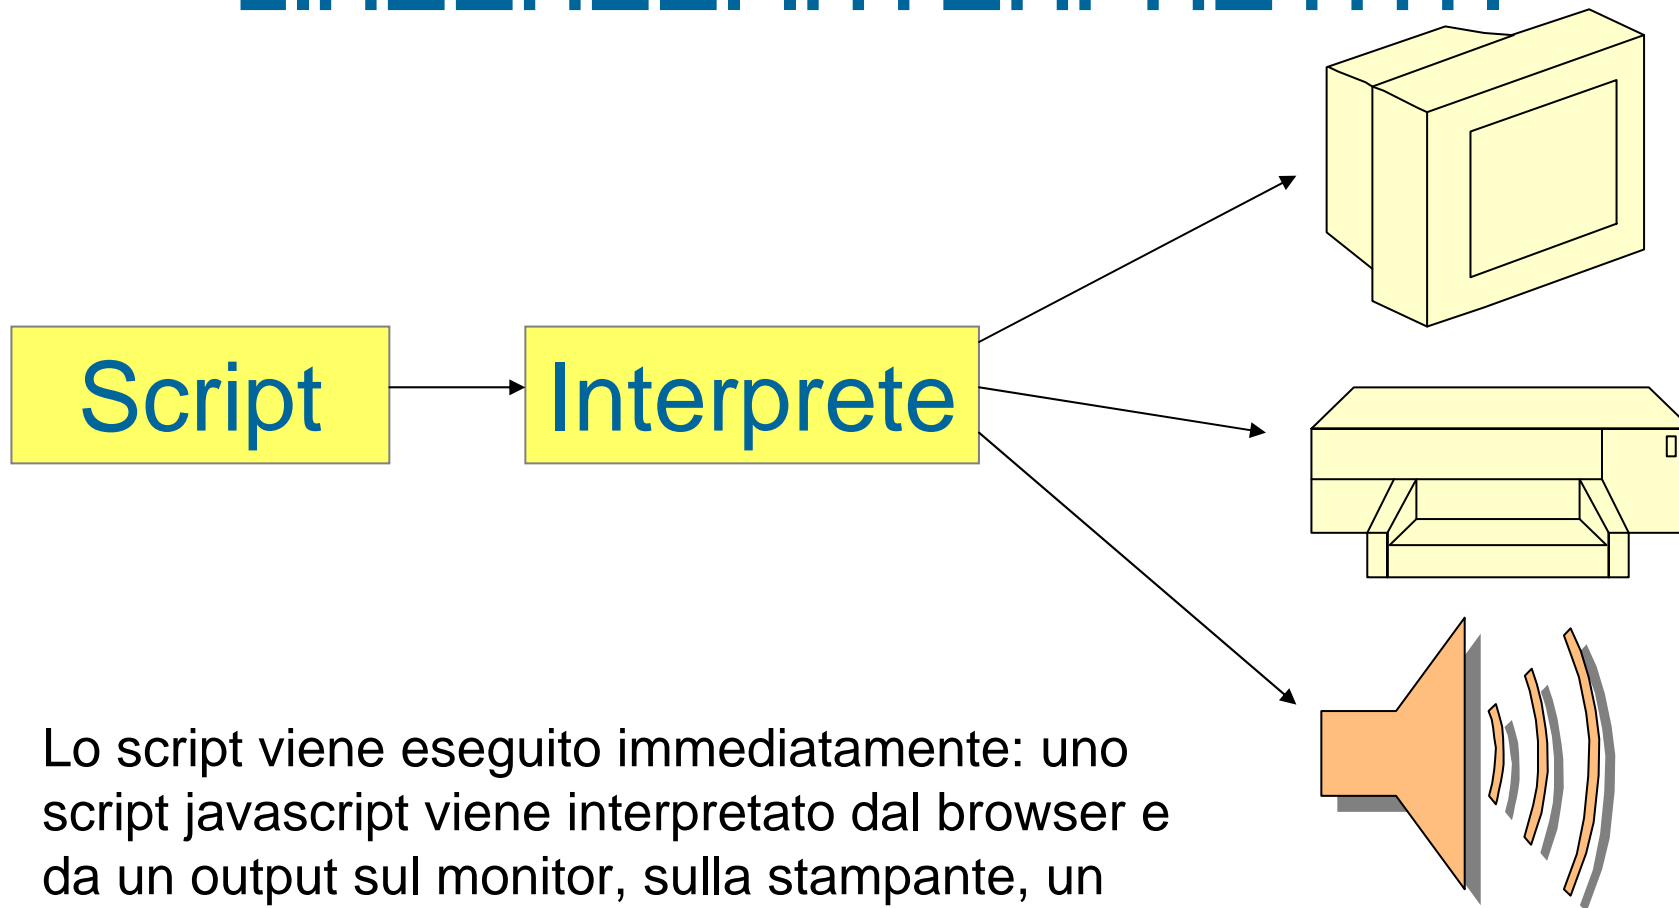 Script
Interprete
Lo script viene eseguito immediatamente: uno
script javascript viene interpretato dal browser e
da un output sul monitor, sulla stampante, un